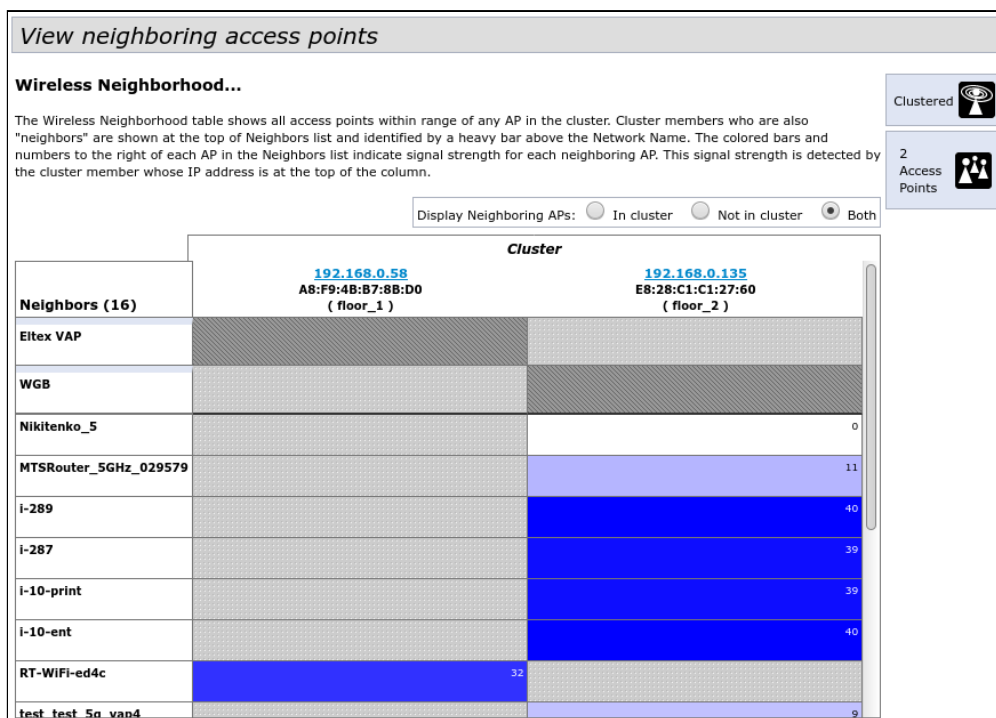 View neighboring access points
Wireless Neighborhood...
The Wireless Neighborhood table shows all access points within range of any AP in the cluster. Cluster members who are also
"neighbors" are shown at the top of Neighbors list and identified by a heavy bar above the Network Name. The colored bars and
numbers to the right of each AP in the Neighbors list indicate signal strength for each neighboring AP. This signal strength is detected by
the cluster member whose IP address is at the top of the column.
Clustered
2
Access
Points
Display Neighboring APs: In cluster Not in cluster Both
Cluster
192.168.0.58 192.168.0.135
A8:F9:4B:B7:8B:D0 E8:28:C1:C1:27:60
Neighbors (16) ( floor_1 ) ( floor_2 )
Eltex VAP
WGB
Nikitenko_5 0
MTSRouter_5GHz_029579 11
i-289 40
i-287 39
i-10-print 39
i-10-ent 40
RT-WiFi-ed4c 32
test_test_5g_vap4 9